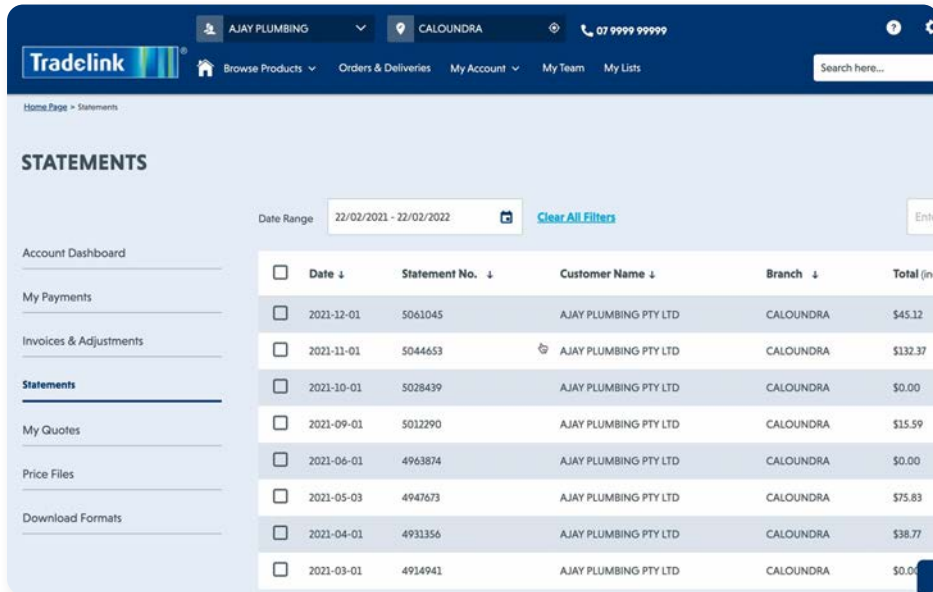 AJAY PLUMBING CALOUNDRA 07 9999 99999 ?
Tradelink ®
Browse Products Orders & Deliveries My Account My Team My Lists Search here...
Home Page > Statements
STATEMENTS
Date Range 22/02/2021 - 22/02/2022 Clear All Filters
Account Dashboard
My Payments
Invoices & Adjustments
Statements
My Quotes
Price Files
Download Formats
Date ↓ Statement No. ↓ Customer Name ↓ Branch ↓ Total
2021-12-01 5061045 AJAY PLUMBING PTY LTD CALOUNDRA $45.12
2021-11-01 5044653 AJAY PLUMBING PTY LTD CALOUNDRA $132.37
2021-10-01 5028439 AJAY PLUMBING PTY LTD CALOUNDRA $0.00
2021-09-01 5012290 AJAY PLUMBING PTY LTD CALOUNDRA $15.59
2021-06-01 4963874 AJAY PLUMBING PTY LTD CALOUNDRA $0.00
2021-05-03 4947673 AJAY PLUMBING PTY LTD CALOUNDRA $75.83
2021-04-01 4931356 AJAY PLUMBING PTY LTD CALOUNDRA $38.77
2021-03-01 4914941 AJAY PLUMBING PTY LTD CALOUNDRA